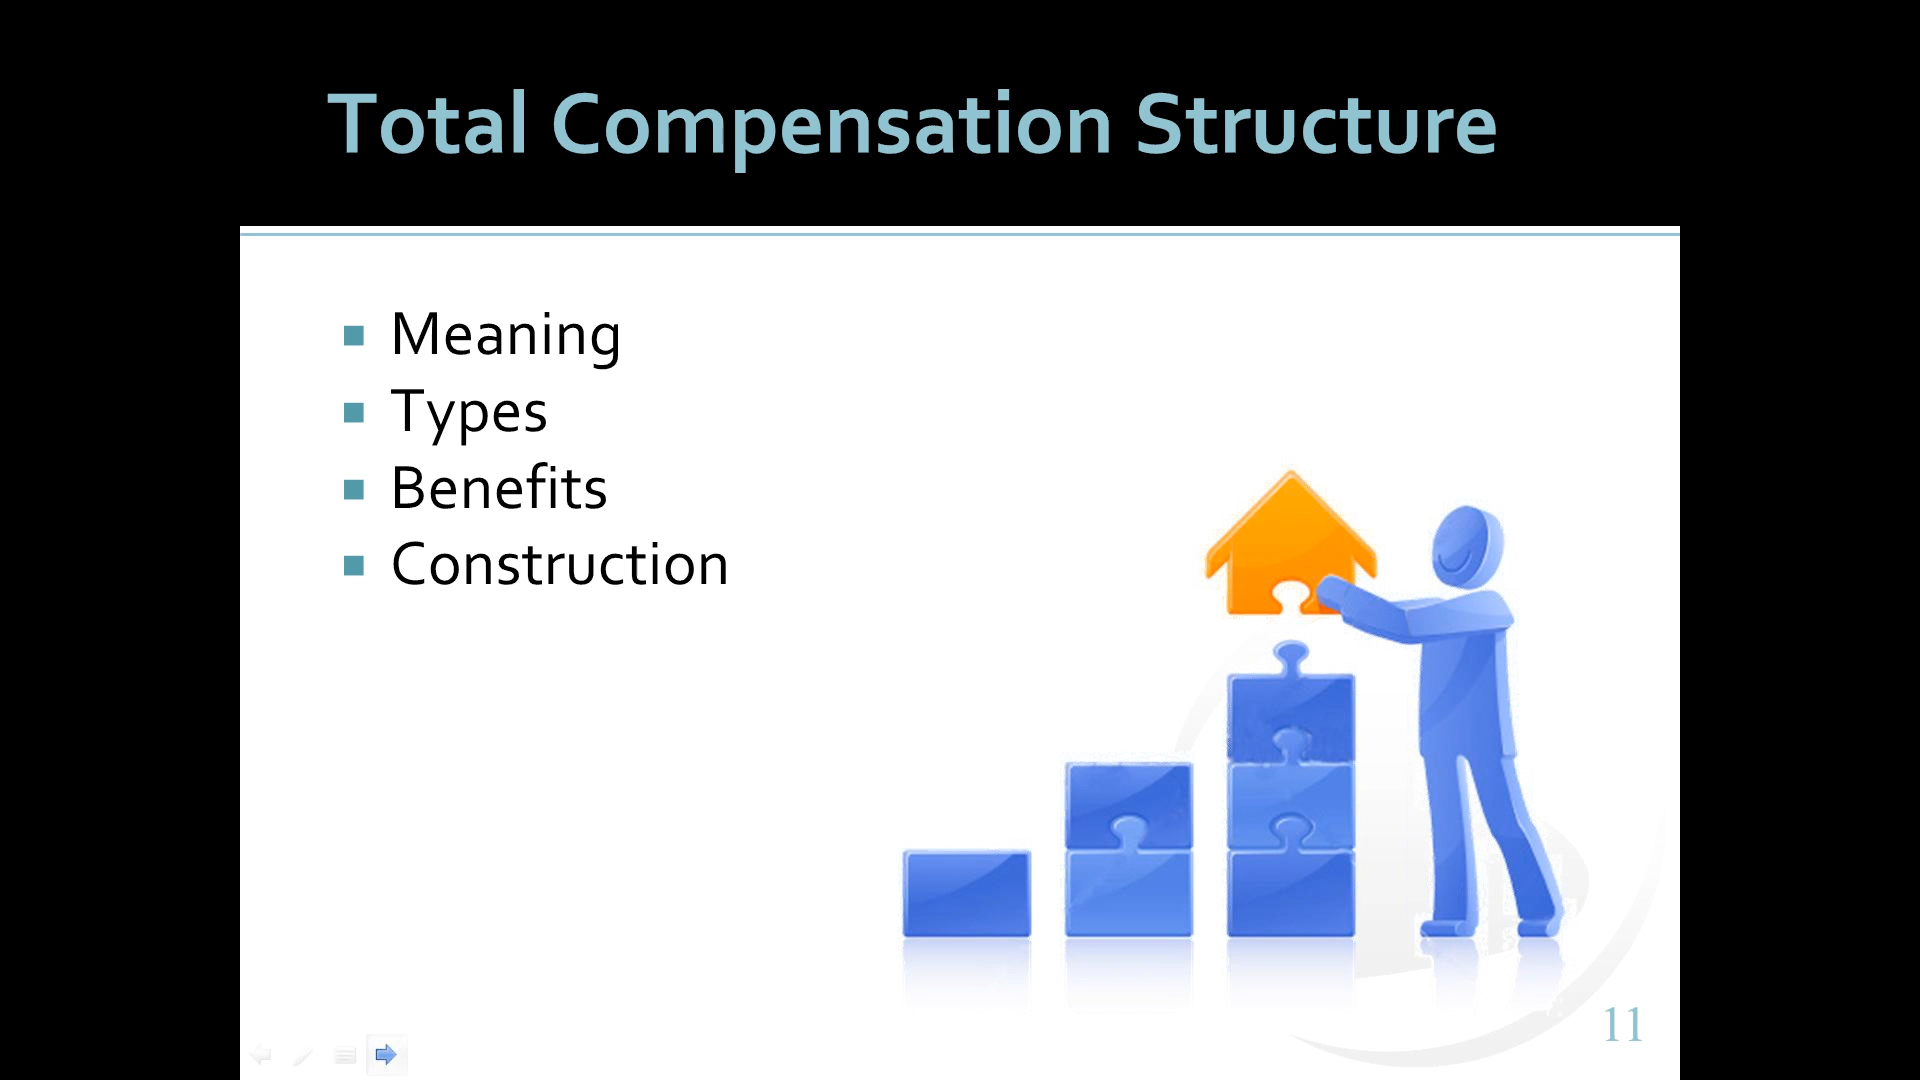 Total Compensation Structure
Meaning
Types
Benefits
Construction
11